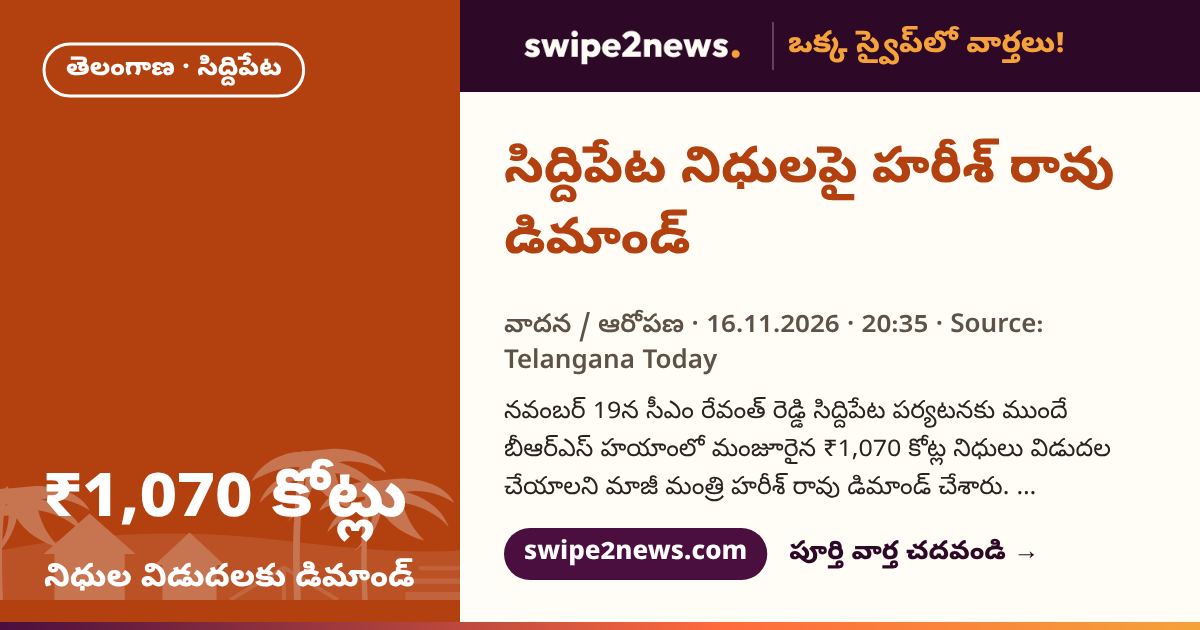 తెలంగాణ · సిద్దిపేట
swipe2news.
ఒక్క స్వైప్‌లో వార్తలు!
సిద్దిపేట నిధులపై హరీశ్ రావు
డిమాండ్
వాదన / ఆరోపణ · 16.11.2026 · 20:35 · Source:
Telangana Today
నవంబర్ 19న సీఎం రేవంత్ రెడ్డి సిద్దిపేట పర్యటనకు ముందే
బీఆర్ఎస్ హయాంలో మంజూరైన ₹1,070 కోట్ల నిధులు విడుదల
చేయాలని మాజీ మంత్రి హరీశ్ రావు డిమాండ్ చేశారు. ...
₹1,070 కోట్లు
నిధుల విడుదలకు డిమాండ్
swipe2news.com
పూర్తి వార్త చదవండి →